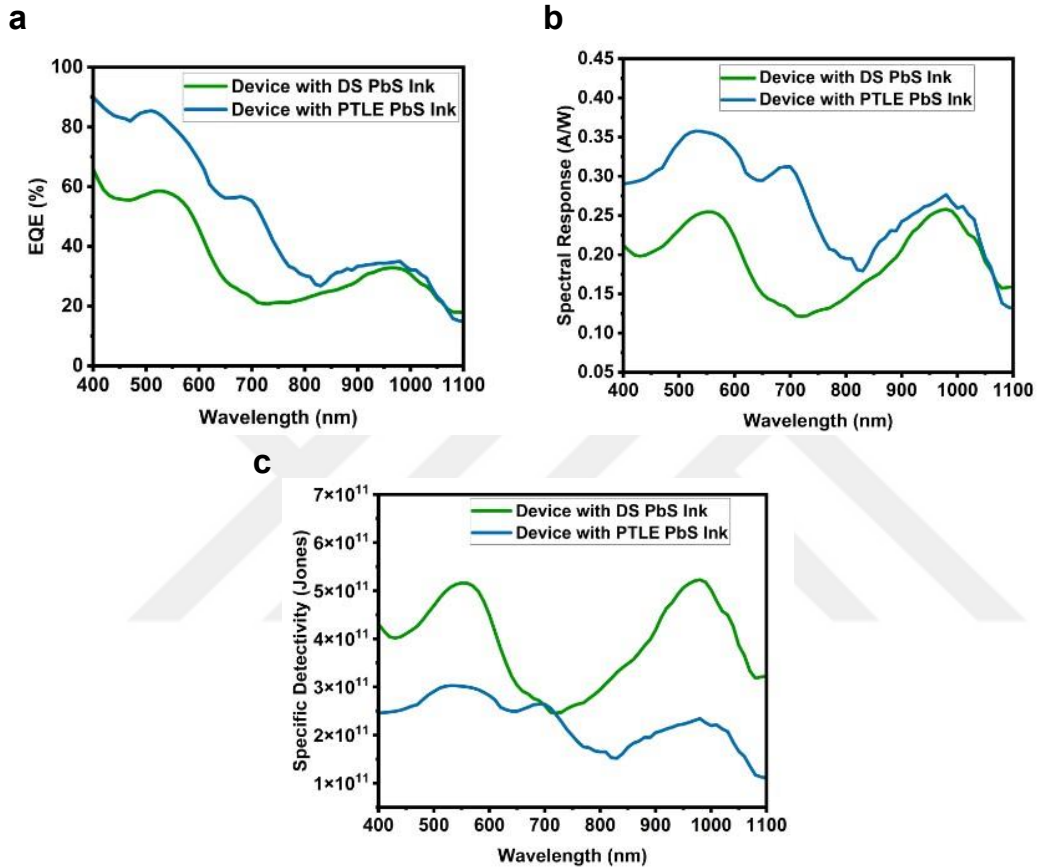 a
EQE (%)
100
80
60
40
20
0
Device with DS PbS Ink
Device with PTLE PbS Ink
400 500 600 700 800 900 1000 1100
Wavelength (nm)
b
Spectral Response (A/W)
0.45
0.40
0.35
0.30
0.25
0.20
0.15
0.10
0.05
Device with DS PbS Ink
Device with PTLE PbS Ink
400 500 600 700 800 900 1000 1100
Wavelength (nm)
c
Specific Detectivity (Jones)
7×10¹¹
6×10¹¹
5×10¹¹
4×10¹¹
3×10¹¹
2×10¹¹
1×10¹¹
Device with DS PbS Ink
Device with PTLE PbS Ink
400 500 600 700 800 900 1000 1100
Wavelength (nm)